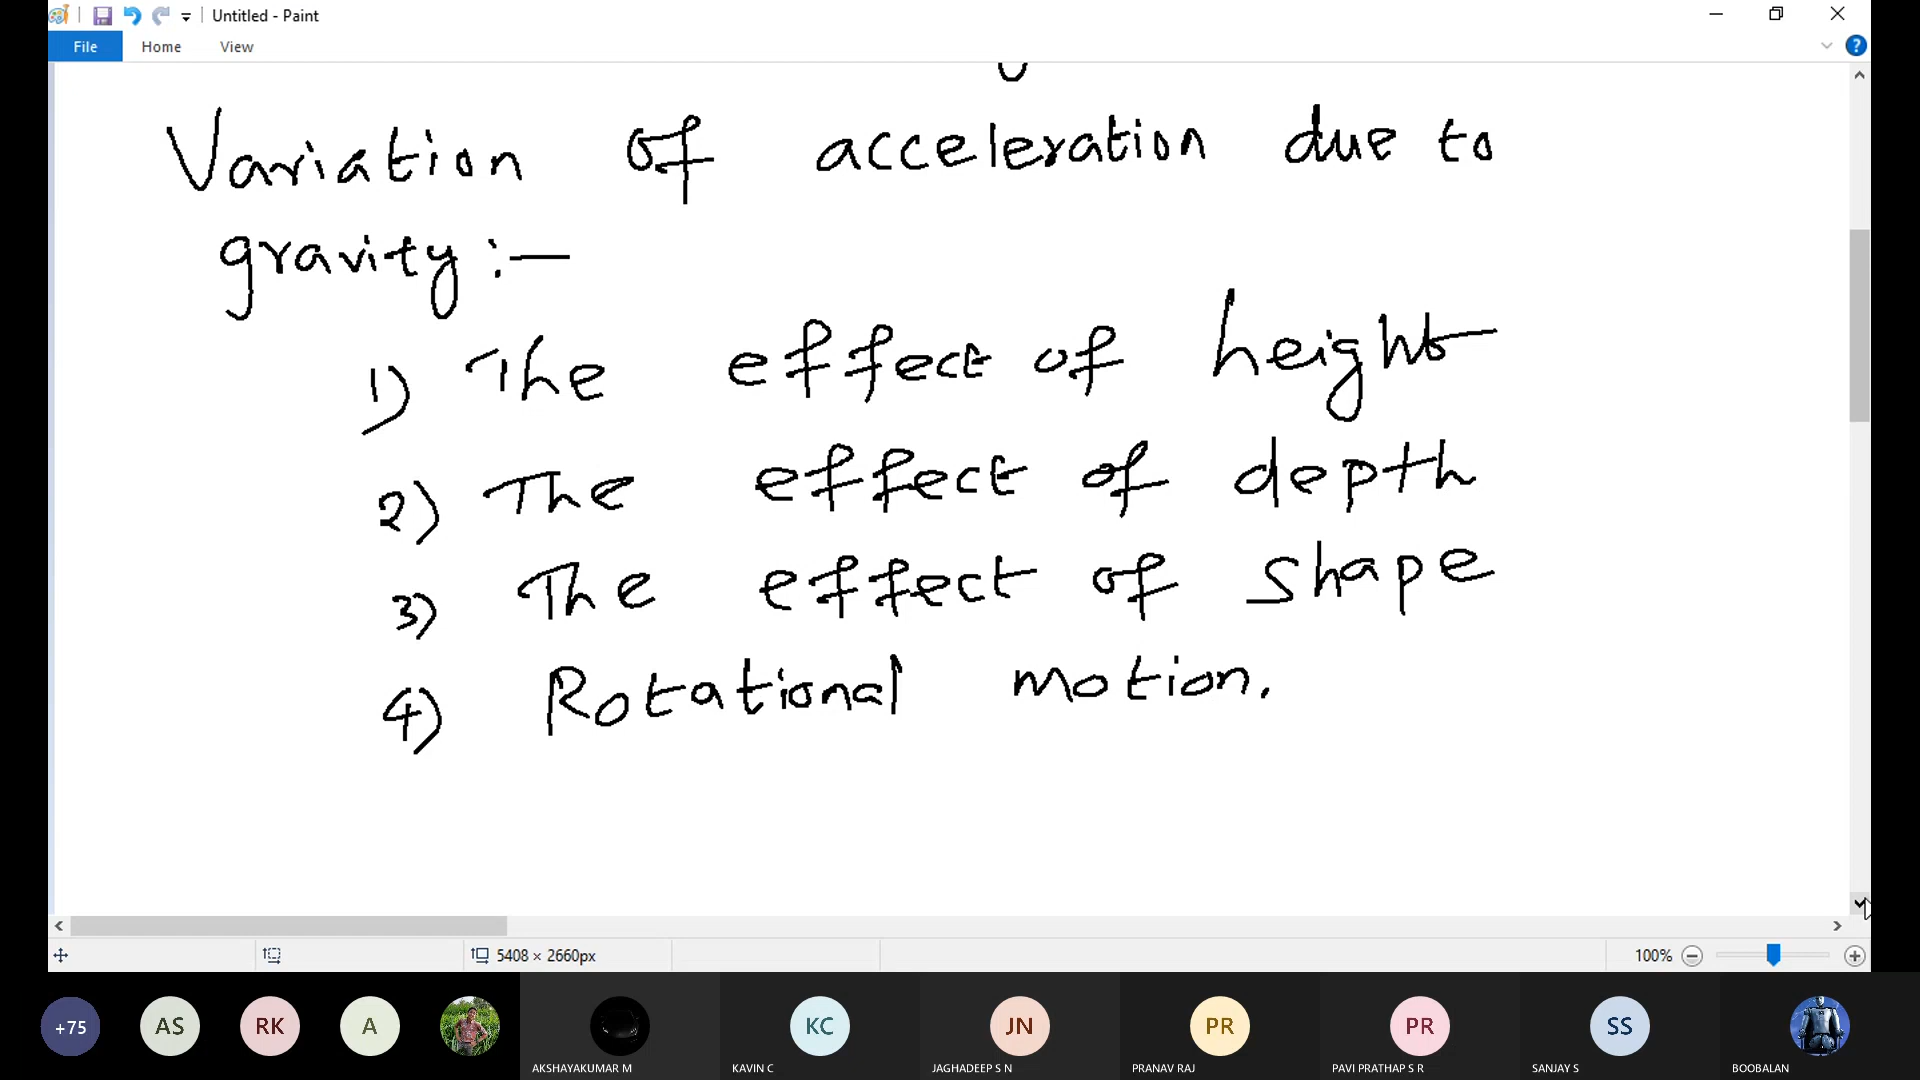 Untitled - Paint
File Home View
Variation of acceleration due to
gravity :-
1) The effect of height
2) The effect of depth
3) The effect of shape
4) Rotational motion.
5408 × 2660px 100%
+75 AS RK A KC JN PR PR SS
AKSHAYAKUMAR M KAVIN C JAGHADEEP S N PRANAV RAJ PAVI PRATHAP S R SANJAY S BOOBALAN